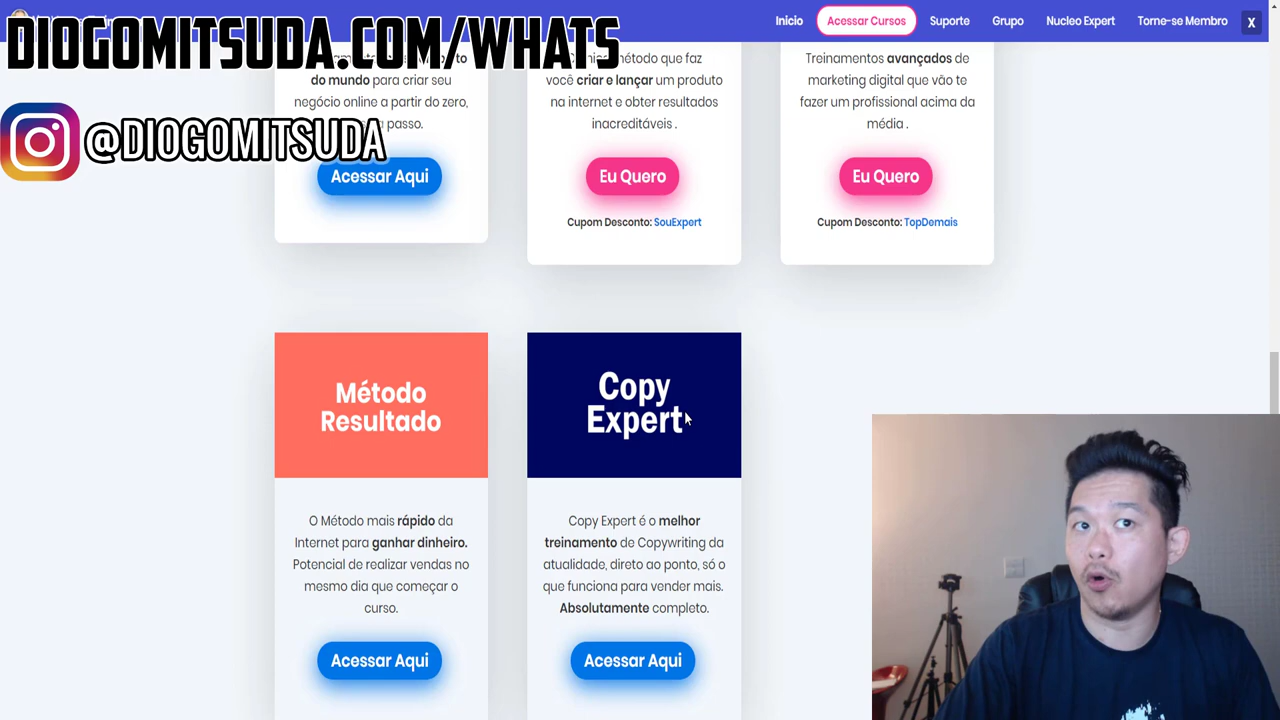 Inicio
Acessar Cursos
Suporte
Grupo
Nucleo Expert
Torne-se Membro
X
DIOGOMITSUDA.COM/WHATS
@DIOGOMITSUDA
do mundo para criar seu
negócio online a partir do zero,
passo.
Acessar Aqui
método que faz
você criar e lançar um produto
na internet e obter resultados
inacreditáveis .
Eu Quero
Cupom Desconto: SouExpert
Treinamentos avançados de
marketing digital que vão te
fazer um profissional acima da
média .
Eu Quero
Cupom Desconto: TopDemais
Método
Resultado
O Método mais rápido da
Internet para ganhar dinheiro.
Potencial de realizar vendas no
mesmo dia que começar o
curso.
Acessar Aqui
Copy
Expert
Copy Expert é o melhor
treinamento de Copywriting da
atualidade, direto ao ponto, só o
que funciona para vender mais.
Absolutamente completo.
Acessar Aqui